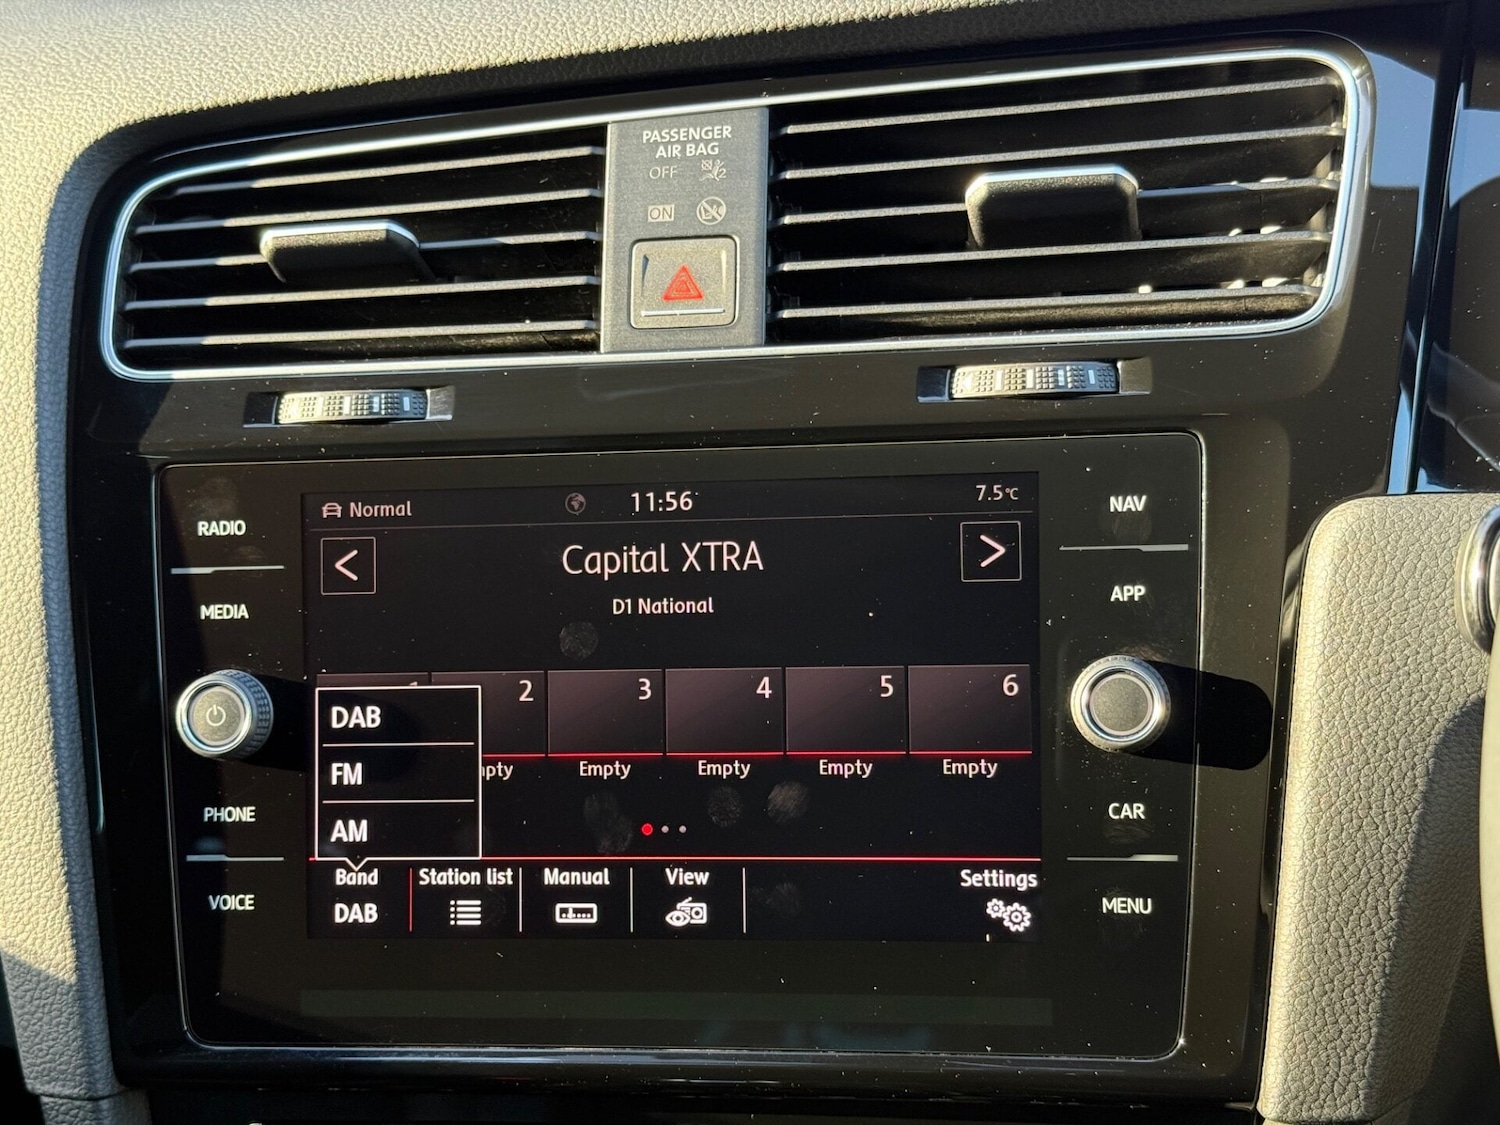 PASSENGER
AIR BAG
OFF
ON
RADIO
MEDIA
PHONE
VOICE
Normal
11:56
7.5°C
<
Capital XTRA
>
D1 National
2
3
4
5
6
Empty
Empty
Empty
Empty
DAB
FM
AM
Band
DAB
Station list
Manual
View
Settings
NAV
APP
CAR
MENU